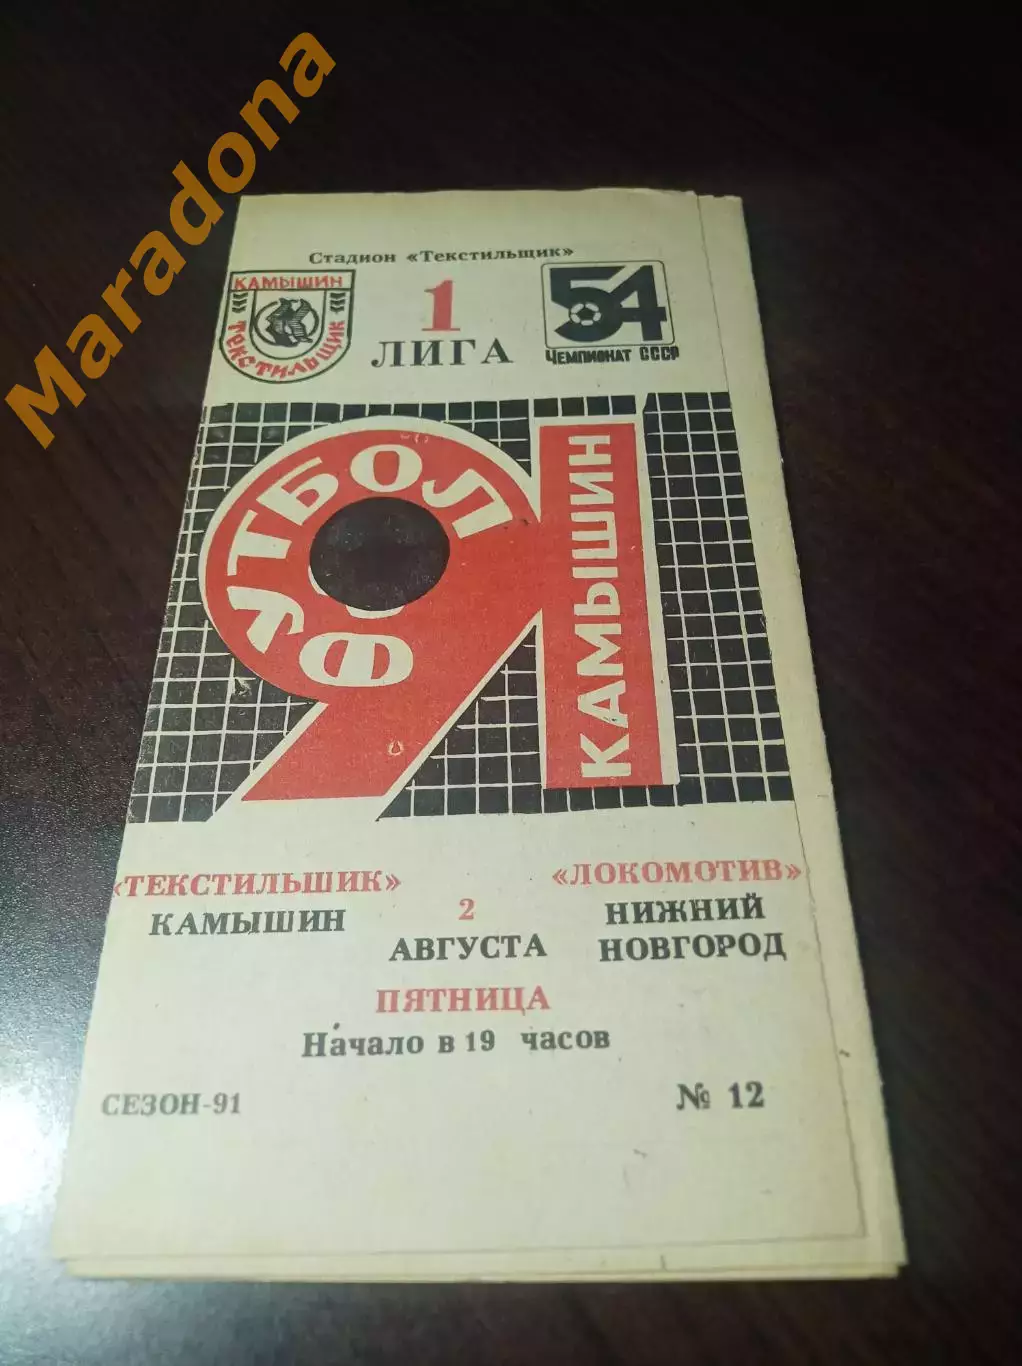 Maradona
Стадион «Текстильщик»
КАМЫШИН
ТЕКСТИЛЬЩИК
1
ЛИГА
54
ЧЕМПИОНАТ СССР
ФУТБОЛ
91
КАМЫШИН
«ТЕКСТИЛЬШИК»
КАМЫШИН
2
АВГУСТА
«ЛОКОМОТИВ»
НИЖНИЙ
НОВГОРОД
ПЯТНИЦА
Начало в 19 часов
СЕЗОН-91
№ 12